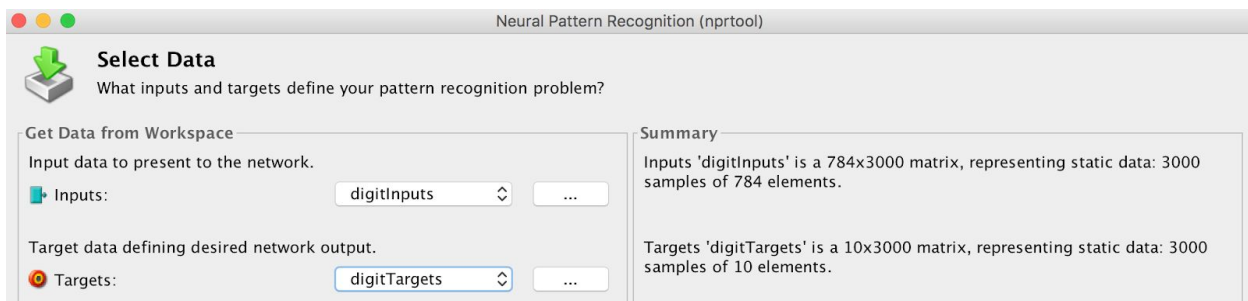 Neural Pattern Recognition (nprtool)
Select Data
What inputs and targets define your pattern recognition problem?
Get Data from Workspace
Input data to present to the network.
Inputs:
digitInputs
...
Target data defining desired network output.
Targets:
digitTargets
...
Summary
Inputs 'digitInputs' is a 784x3000 matrix, representing static data: 3000
samples of 784 elements.
Targets 'digitTargets' is a 10x3000 matrix, representing static data: 3000
samples of 10 elements.